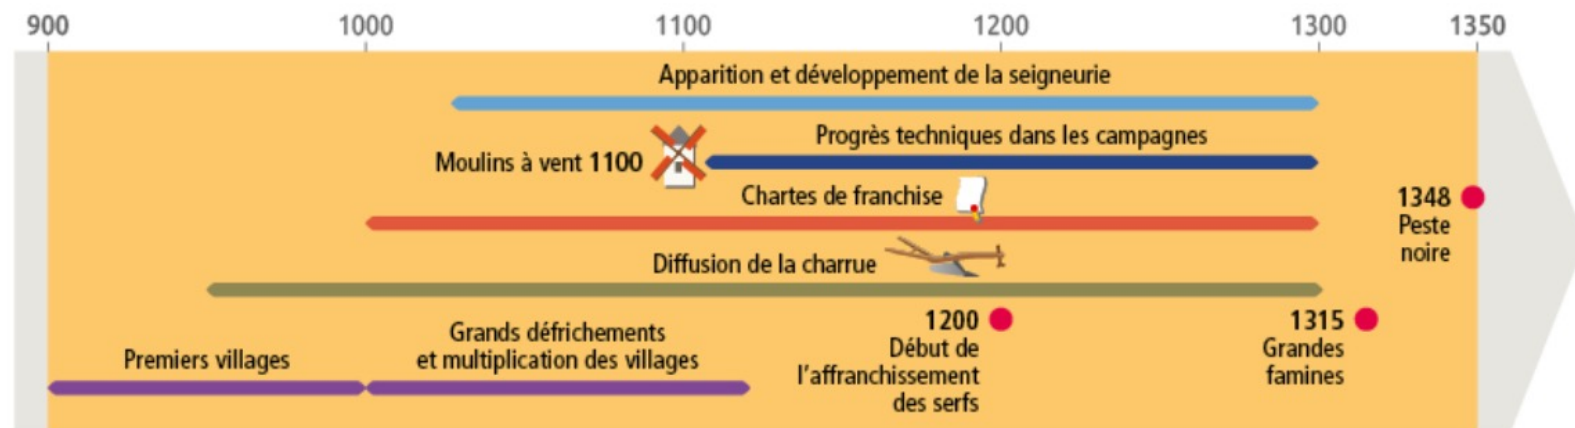 900 1000 1100 1200 1300 1350
Apparition et développement de la seigneurie
Progrès techniques dans les campagnes
Moulins à vent 1100
Chartes de franchise
1348
Peste
noire
Diffusion de la charrue
1200
Début de
l'affranchissement
des serfs
1315
Grandes
famines
Grands défrichements
et multiplication des villages
Premiers villages